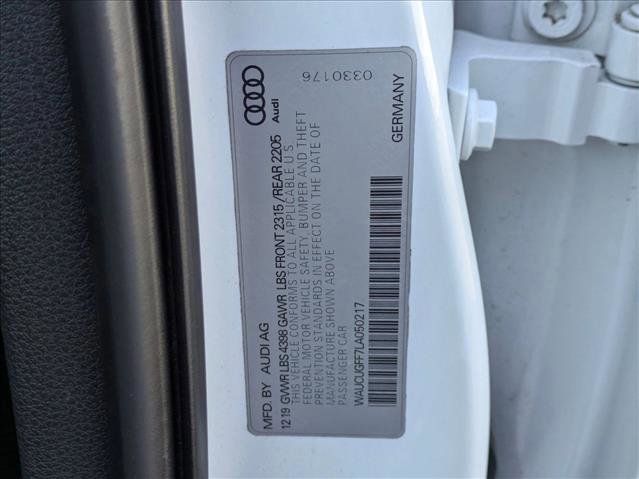 Audi
0330176
MFD. BY AUDI AG
12 19 GVWR LBS 4398 GAWR LBS FRONT 2315 / REAR 2205
THIS VEHICLE CONFORMS TO ALL APPLICABLE U S
FEDERAL MOTOR VEHICLE SAFETY, BUMPER AND THEFT
PREVENTION STANDARDS IN EFFECT ON THE DATE OF
MANUFACTURE SHOWN ABOVE
PASSENGER CAR
WAUCUGFF7LA050217
GERMANY